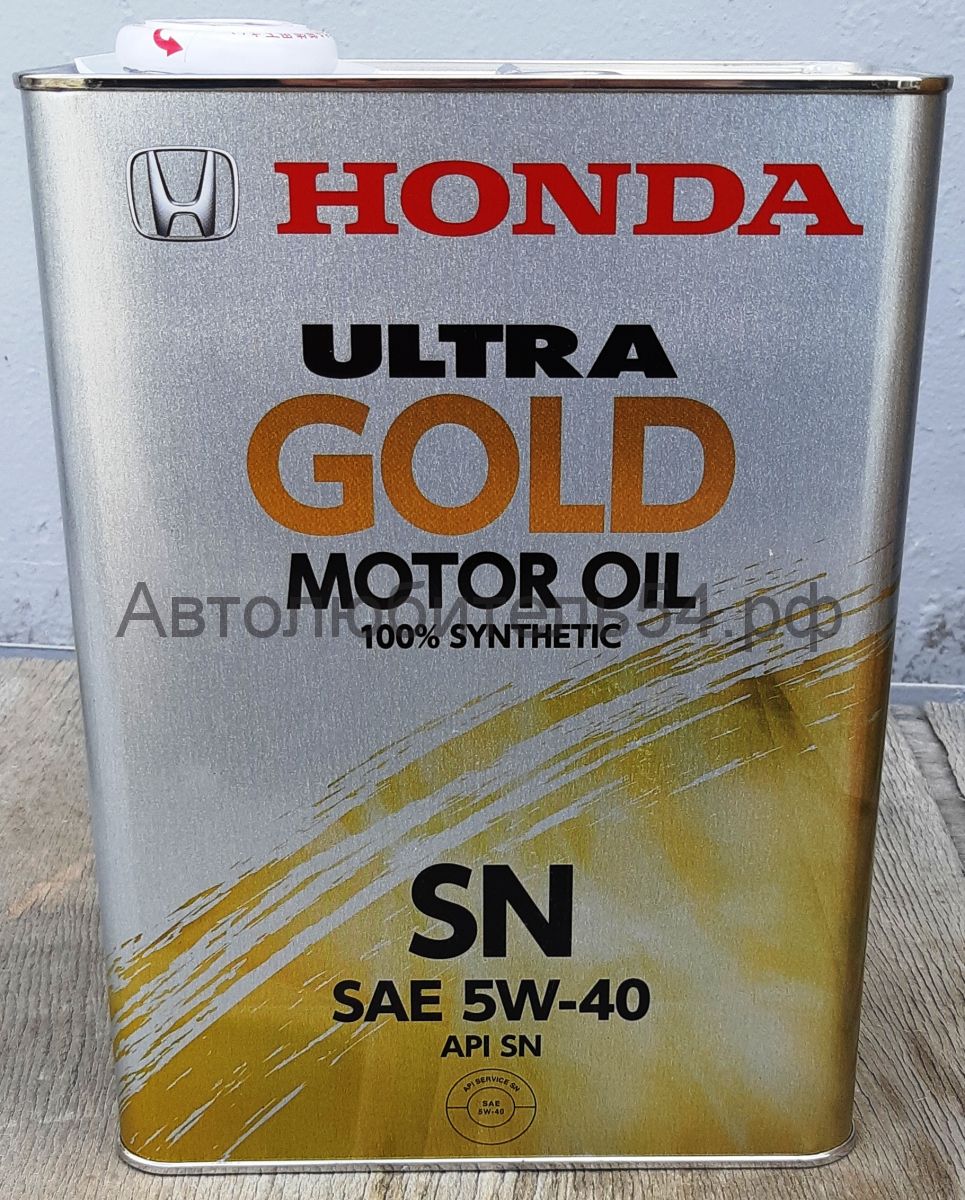 HONDA
ULTRA
GOLD
MOTOR OIL
АвтоЛюбитель54.рф
100% SYNTHETIC
SN
SAE 5W-40
API SN
API SERVICE SN
SAE
5W-40